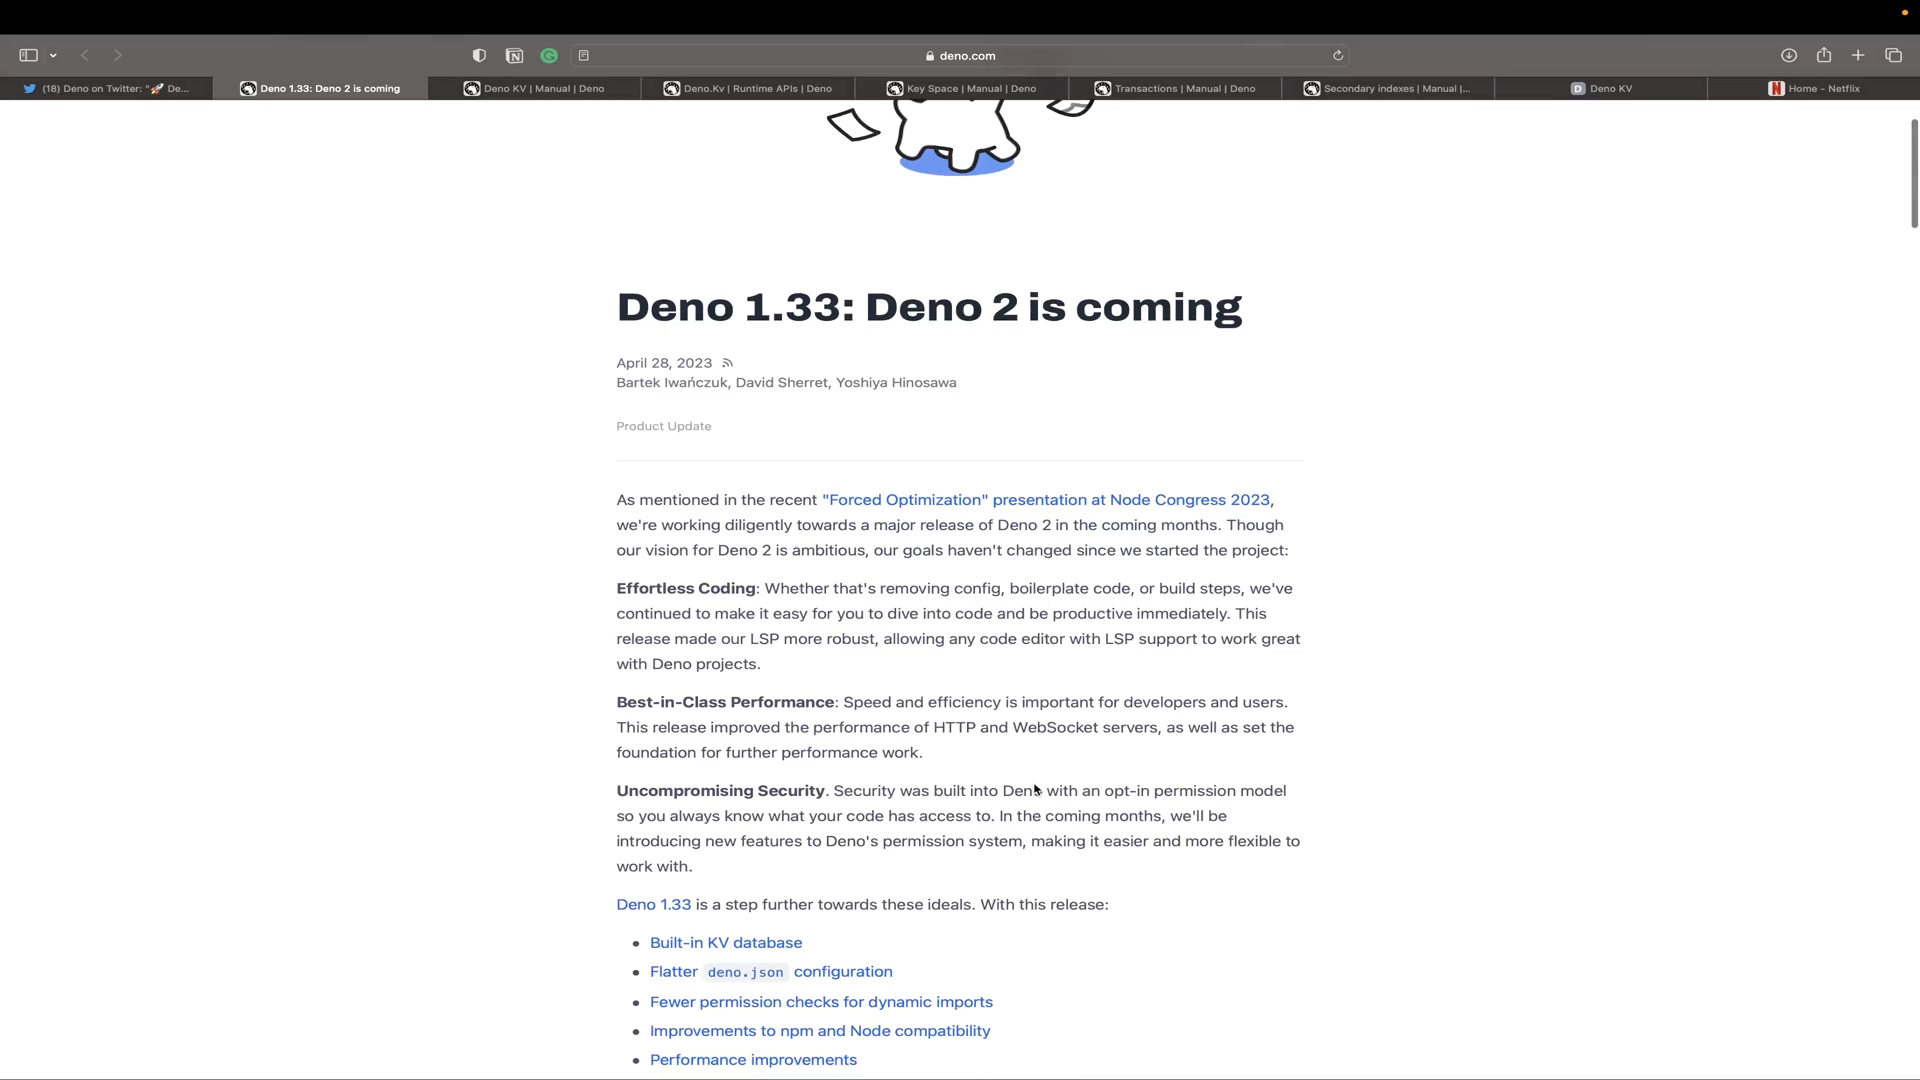 deno.com
(18) Deno on Twitter: "🚀 De...
Deno 1.33: Deno 2 is coming
Deno KV | Manual | Deno
Deno.Kv | Runtime APIs | Deno
Key Space | Manual | Deno
Transactions | Manual | Deno
Secondary indexes | Manual |...
D Deno KV
N Home - Netflix
Deno 1.33: Deno 2 is coming
April 28, 2023
Bartek Iwańczuk, David Sherret, Yoshiya Hinosawa
Product Update
As mentioned in the recent "Forced Optimization" presentation at Node Congress 2023,
we're working diligently towards a major release of Deno 2 in the coming months. Though
our vision for Deno 2 is ambitious, our goals haven't changed since we started the project:
Effortless Coding: Whether that's removing config, boilerplate code, or build steps, we've
continued to make it easy for you to dive into code and be productive immediately. This
release made our LSP more robust, allowing any code editor with LSP support to work great
with Deno projects.
Best-in-Class Performance: Speed and efficiency is important for developers and users.
This release improved the performance of HTTP and WebSocket servers, as well as set the
foundation for further performance work.
Uncompromising Security. Security was built into Deno with an opt-in permission model
so you always know what your code has access to. In the coming months, we'll be
introducing new features to Deno's permission system, making it easier and more flexible to
work with.
Deno 1.33 is a step further towards these ideals. With this release:
• Built-in KV database
• Flatter deno.json configuration
• Fewer permission checks for dynamic imports
• Improvements to npm and Node compatibility
• Performance improvements